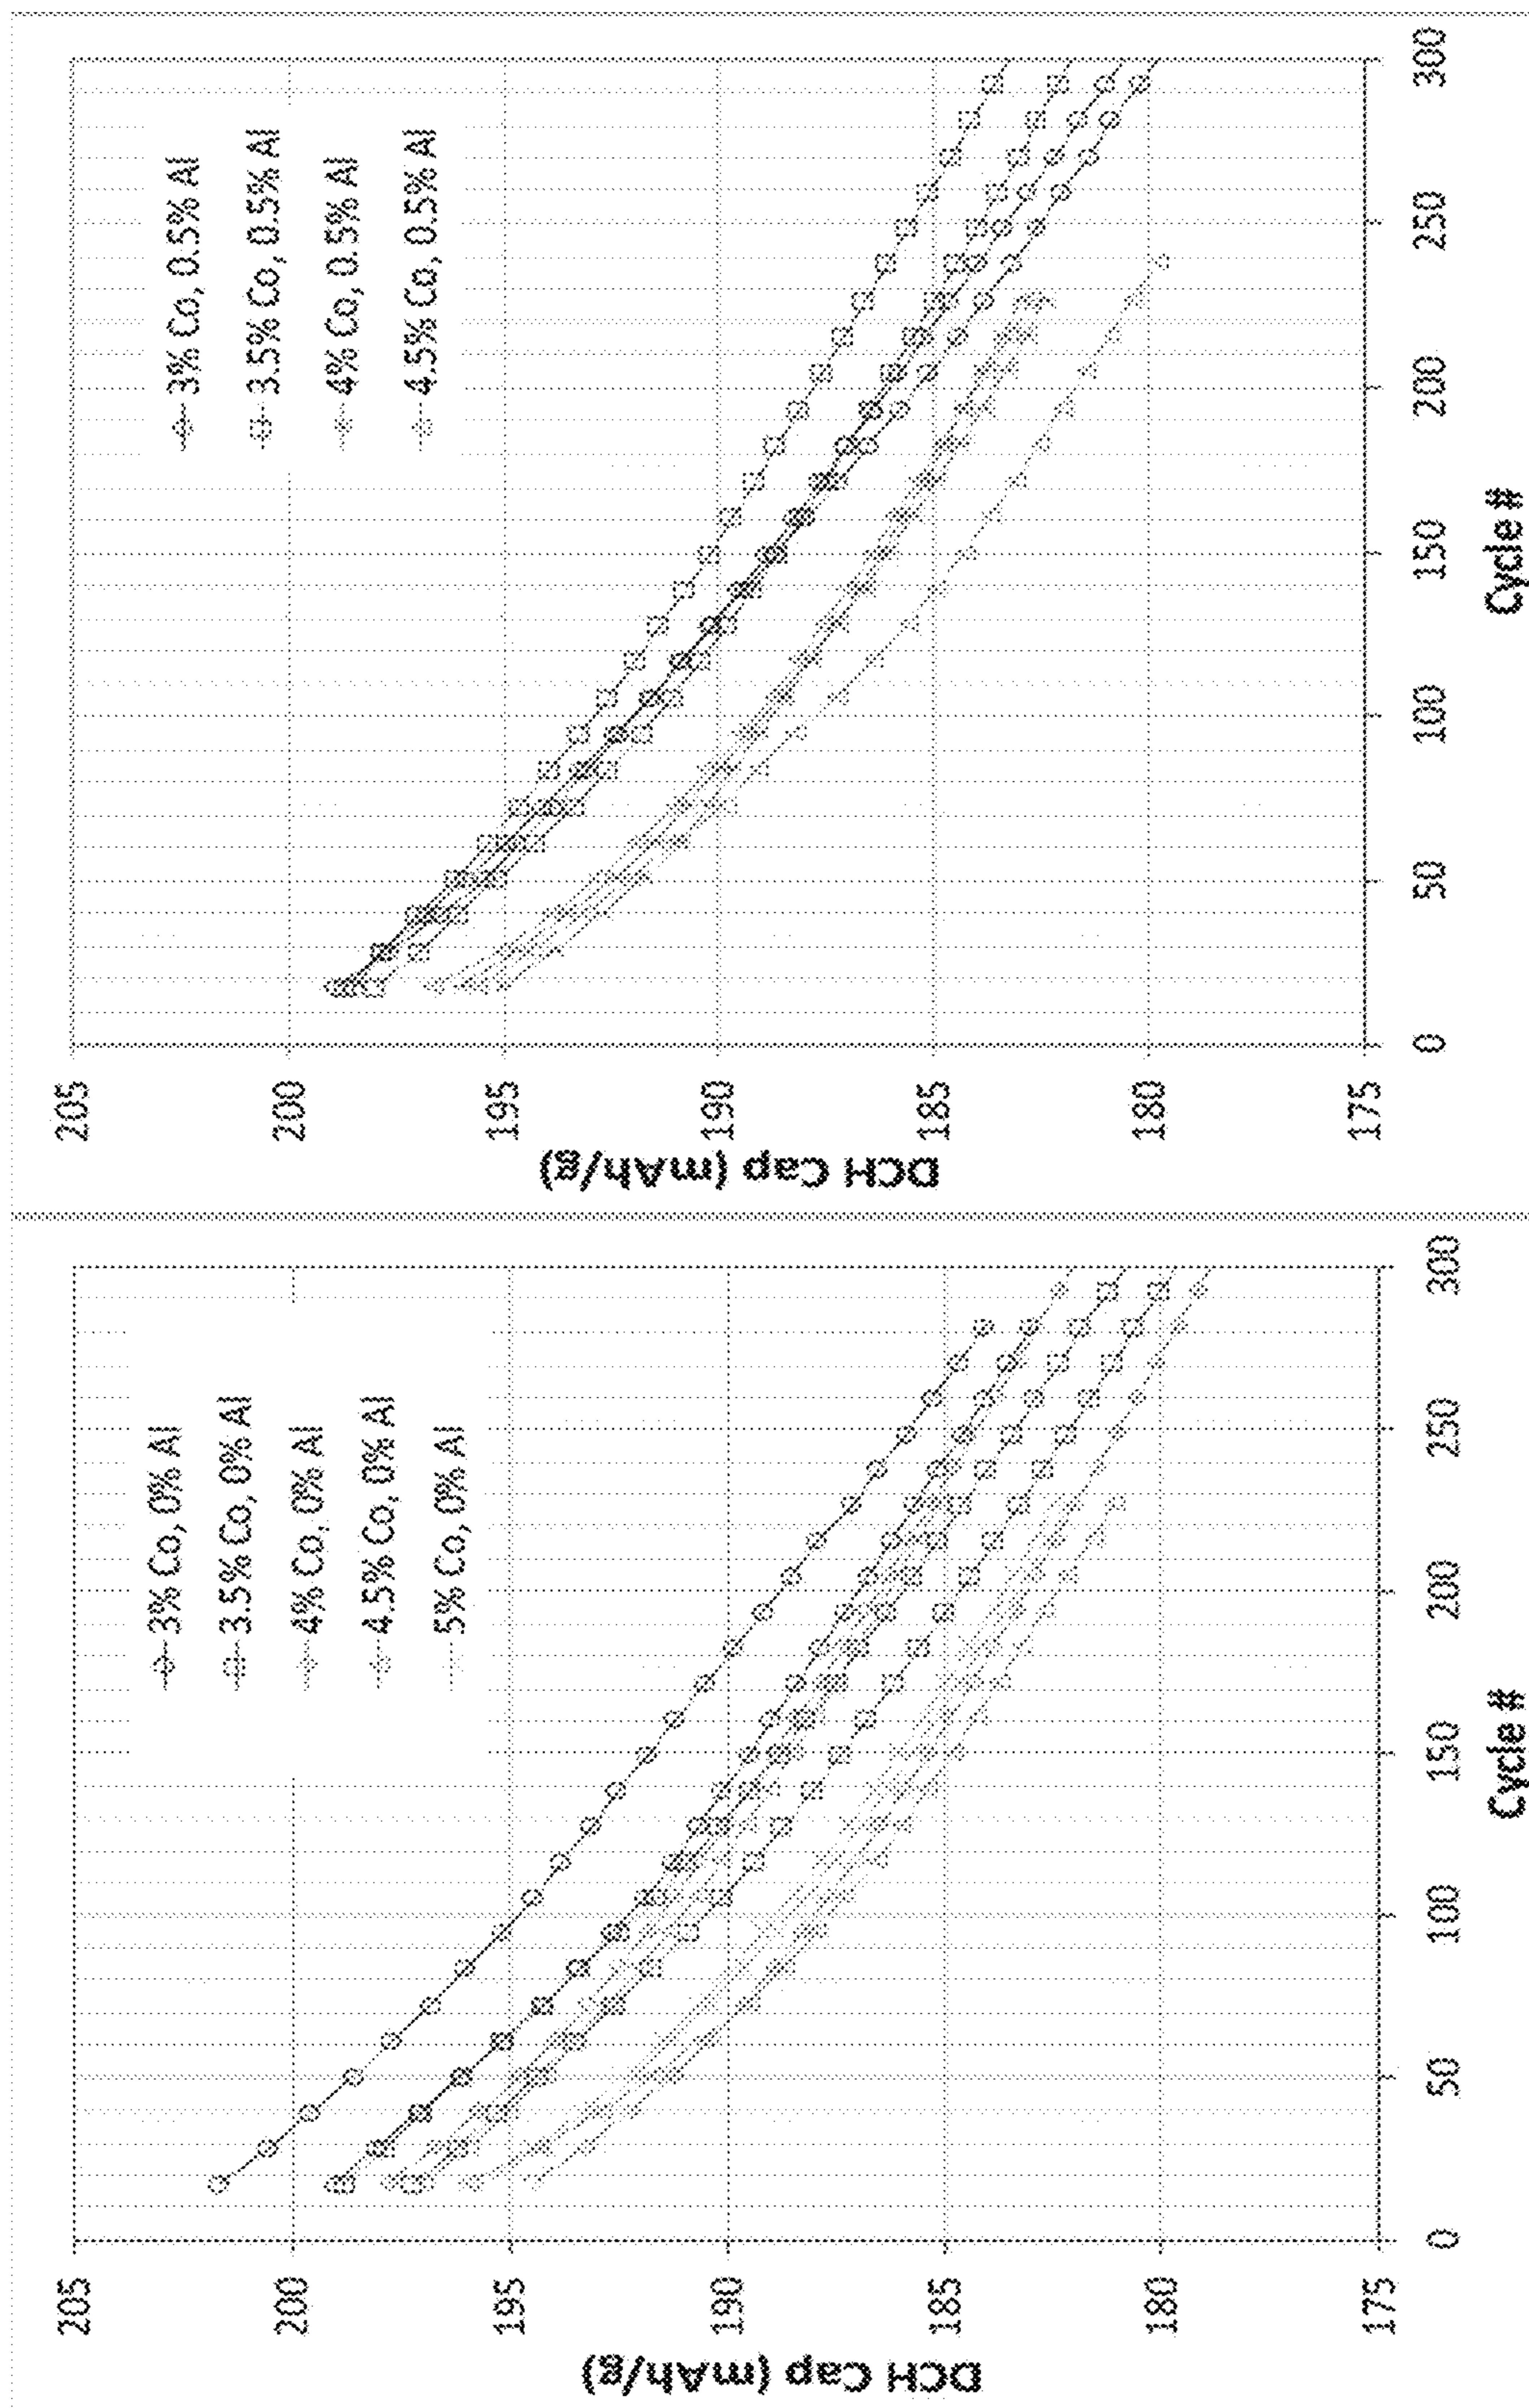 DCH Cap (mAh/g)
205
200
195
190
185
180
175
3% Co, 0% Al
3.5% Co, 0% Al
4% Co, 0% Al
4.5% Co, 0% Al
5% Co, 0% Al
0
50
100
150
200
250
300
Cycle #
DCH Cap (mAh/g)
205
200
195
190
185
180
175
3% Co, 0.5% Al
3.5% Co, 0.5% Al
4% Co, 0.5% Al
4.5% Co, 0.5% Al
0
50
100
150
200
250
300
Cycle #